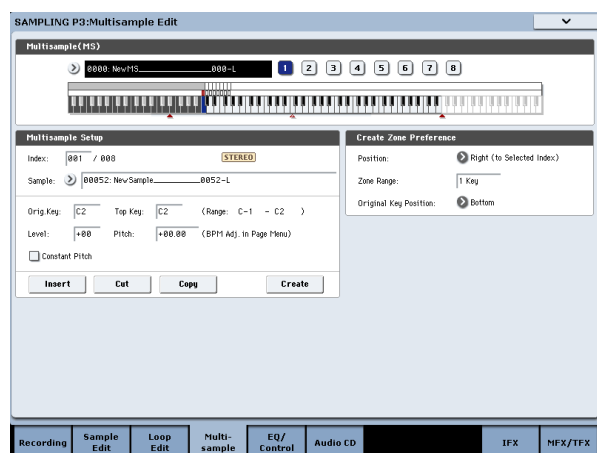 SAMPLING P3:Multisample Edit
Multisample(MS)
0000: NewMS________________000-L
1 2 3 4 5 6 7 8
Multisample Setup
Index: 001 / 008 STEREO
Sample: 00052: NewSample_________0052-L
Orig.Key: C2 Top Key: C2 (Range: C-1 - C2 )
Level: +00 Pitch: +00.00 (BPM Adj. in Page Menu)
Constant Pitch
Insert Cut Copy Create
Create Zone Preference
Position: Right (to Selected Index)
Zone Range: 1 Key
Original Key Position: Bottom
Recording Sample Edit Loop Edit Multi-sample EQ/Control Audio CD IFX MFX/TFX